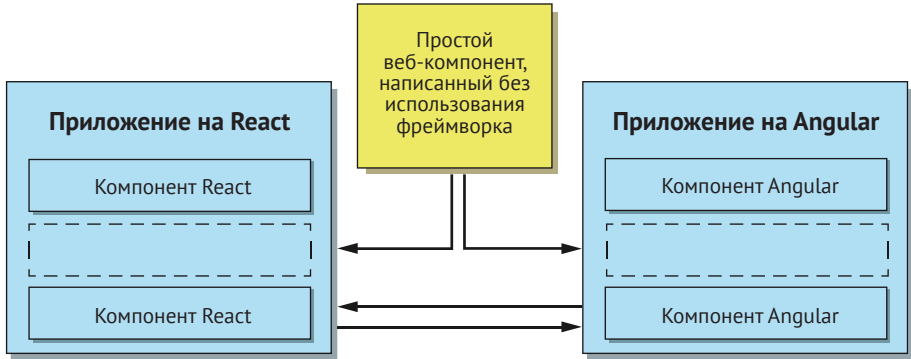 Простой
веб-компонент,
написанный без
использования
фреймворка
Приложение на React
Компонент React
Компонент React
Приложение на Angular
Компонент Angular
Компонент Angular